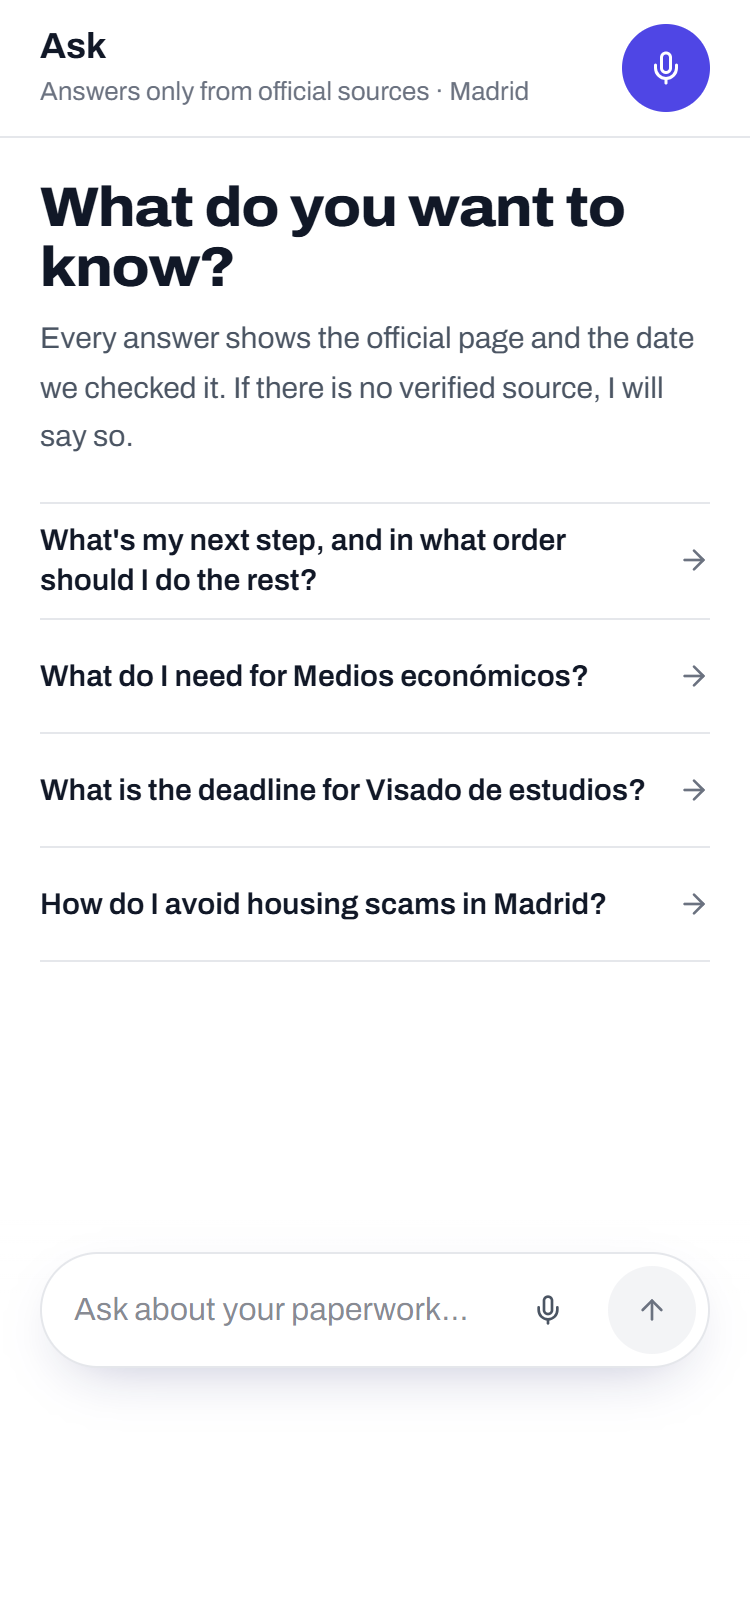 Ask
Answers only from official sources · Madrid
What do you want to
know?
Every answer shows the official page and the date
we checked it. If there is no verified source, I will
say so.
What's my next step, and in what order
should I do the rest?
What do I need for Medios económicos?
What is the deadline for Visado de estudios?
How do I avoid housing scams in Madrid?
Ask about your paperwork...